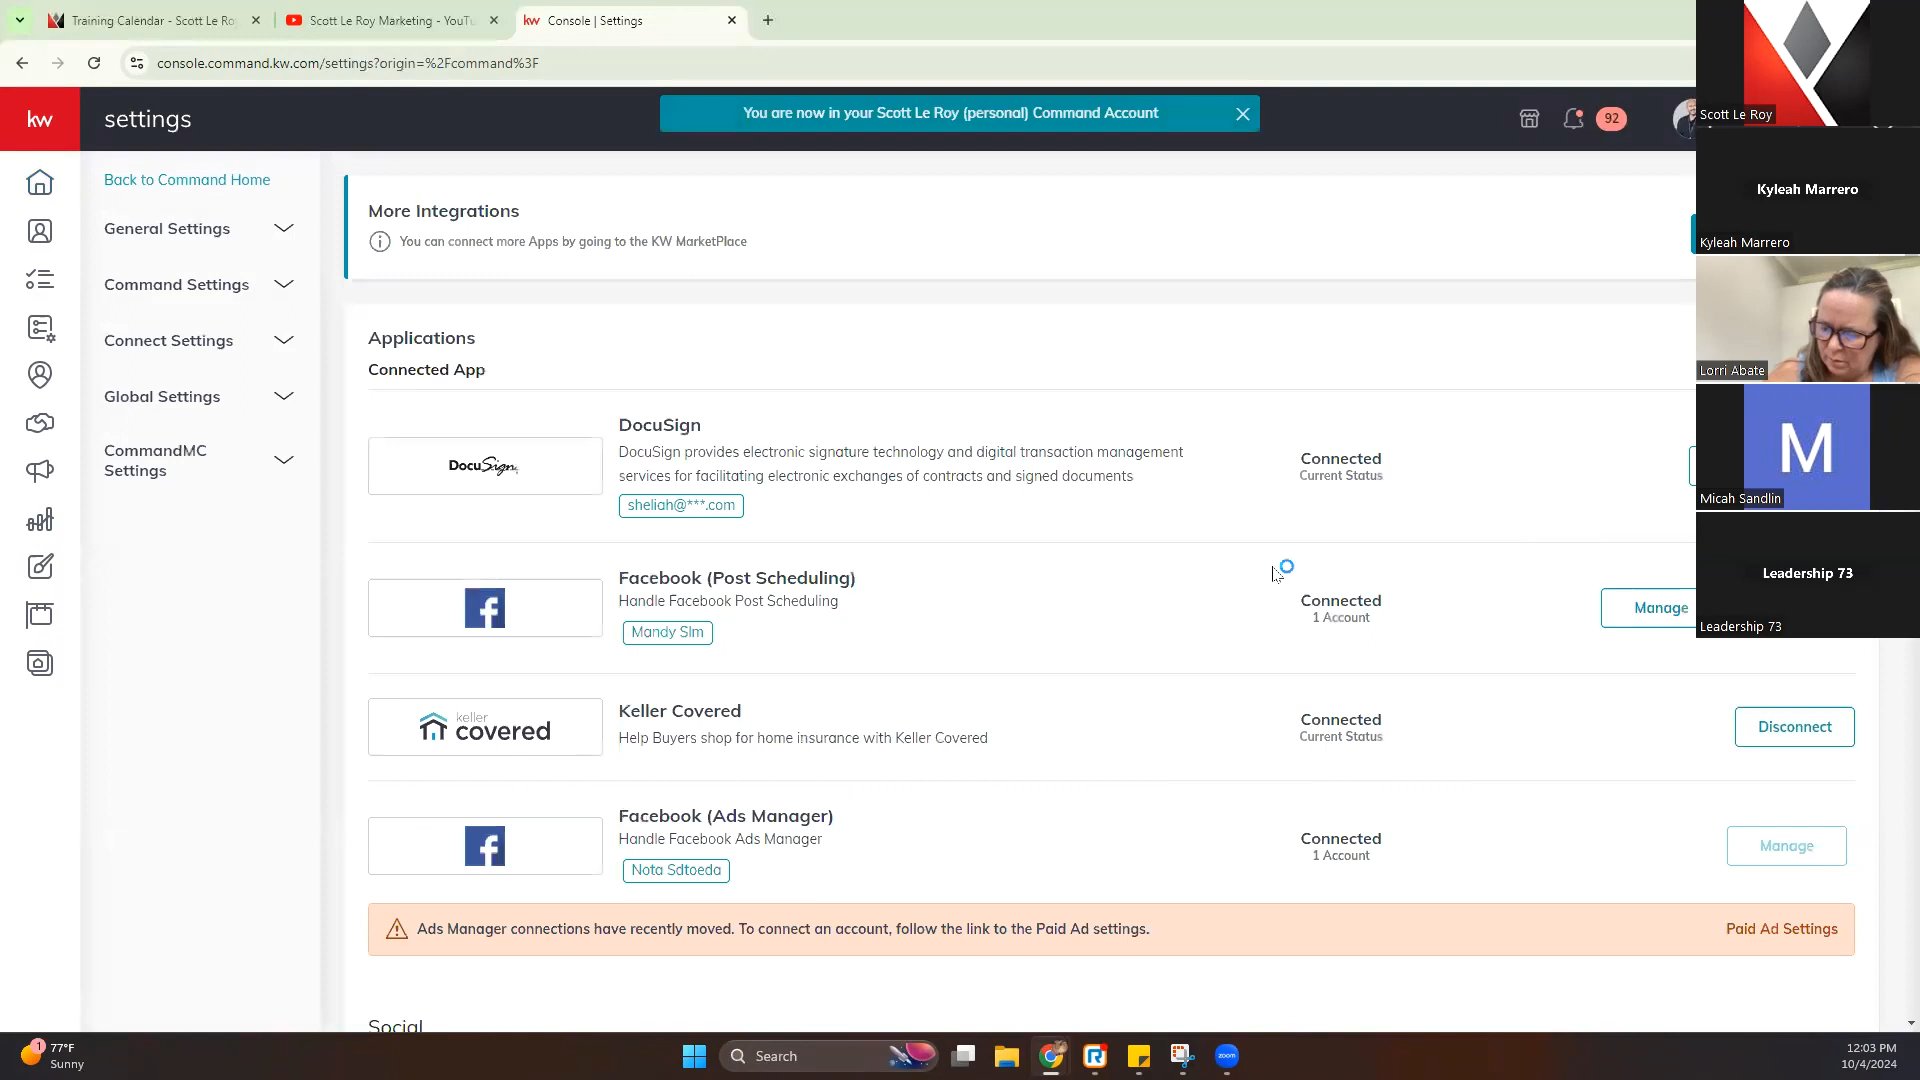 Training Calendar - Scott Le Ro
Scott Le Roy Marketing - YouTu
kw Console | Settings
console.command.kw.com/settings?origin=%2Fcommand%3F
kw
settings
You are now in your Scott Le Roy (personal) Command Account
92
Scott Le Roy
Back to Command Home
General Settings
Command Settings
Connect Settings
Global Settings
CommandMC
Settings
More Integrations
You can connect more Apps by going to the KW MarketPlace
Applications
Connected App
DocuSign
DocuSign
DocuSign provides electronic signature technology and digital transaction management
services for facilitating electronic exchanges of contracts and signed documents
sheliah@***.com
Connected
Current Status
Facebook (Post Scheduling)
Handle Facebook Post Scheduling
Mandy Slm
Connected
1 Account
Manage
keller
covered
Keller Covered
Help Buyers shop for home insurance with Keller Covered
Connected
Current Status
Disconnect
Facebook (Ads Manager)
Handle Facebook Ads Manager
Nota Sdtoeda
Connected
1 Account
Manage
Ads Manager connections have recently moved. To connect an account, follow the link to the Paid Ad settings.
Paid Ad Settings
Social
Kyleah Marrero
Kyleah Marrero
Lorri Abate
M
Micah Sandlin
Leadership 73
Leadership 73
1
77°F
Sunny
Search
zoom
12:03 PM
10/4/2024